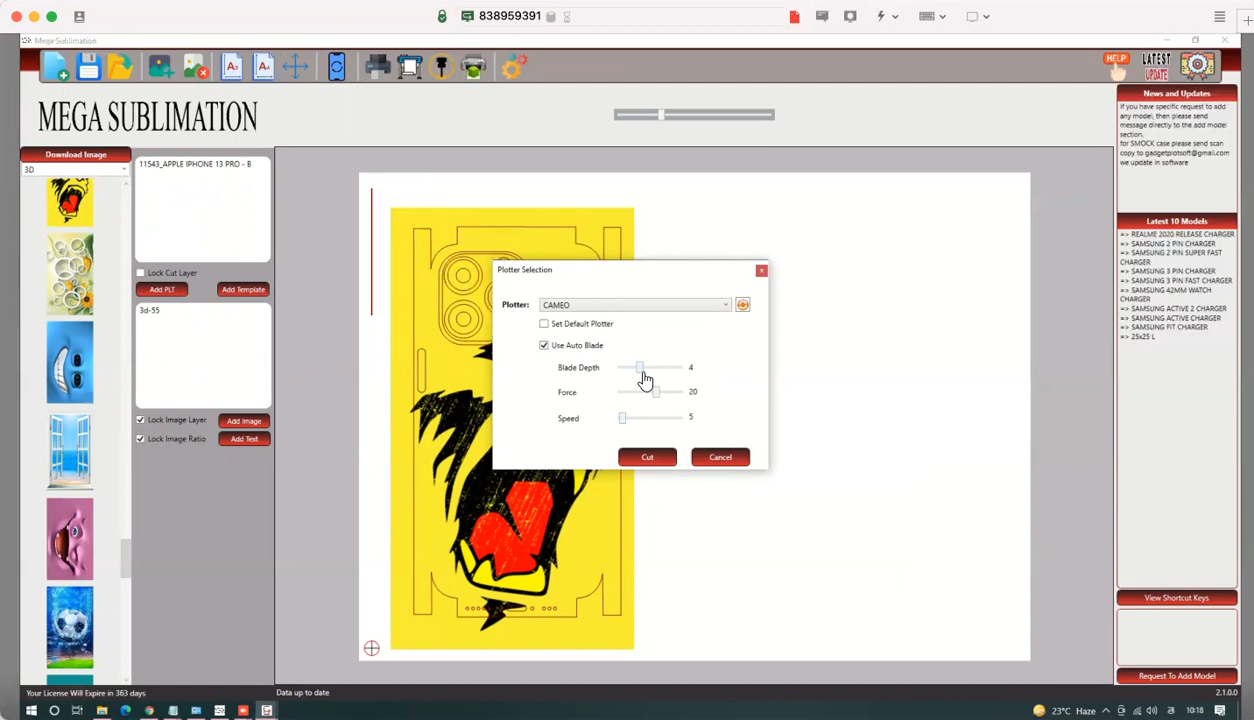 838959391
Mega Sublimation
HELP
LATEST
UPDATE
MEGA SUBLIMATION
Download Image
3D
11543_APPLE IPHONE 13 PRO - B
Lock Cut Layer
Add PLT
Add Template
3d-55
Lock Image Layer
Add Image
Lock Image Ratio
Add Text
Plotter Selection
Plotter:
CAMEO
Set Default Plotter
Use Auto Blade
Blade Depth
4
Force
20
Speed
5
Cut
Cancel
News and Updates
If you have specific request to add
any model, then please send
message directly to the add model
section.
for SMOCK case please send scan
copy to gadgetplotsoft@gmail.com
we update in software
Latest 10 Models
=> REALME 2020 RELEASE CHARGER
=> SAMSUNG 2 PIN CHARGER
=> SAMSUNG 2 PIN SUPER FAST
CHARGER
=> SAMSUNG 3 PIN CHARGER
=> SAMSUNG 3 PIN FAST CHARGER
=> SAMSUNG 42MM WATCH
CHARGER
=> SAMSUNG ACTIVE 2 CHARGER
=> SAMSUNG ACTIVE CHARGER
=> SAMSUNG FIT CHARGER
=> 25x25 L
View Shortcut Keys
Request To Add Model
Your License Will Expire in 363 days
Data up to date
2.1.0.0
23°C Haze
10:18